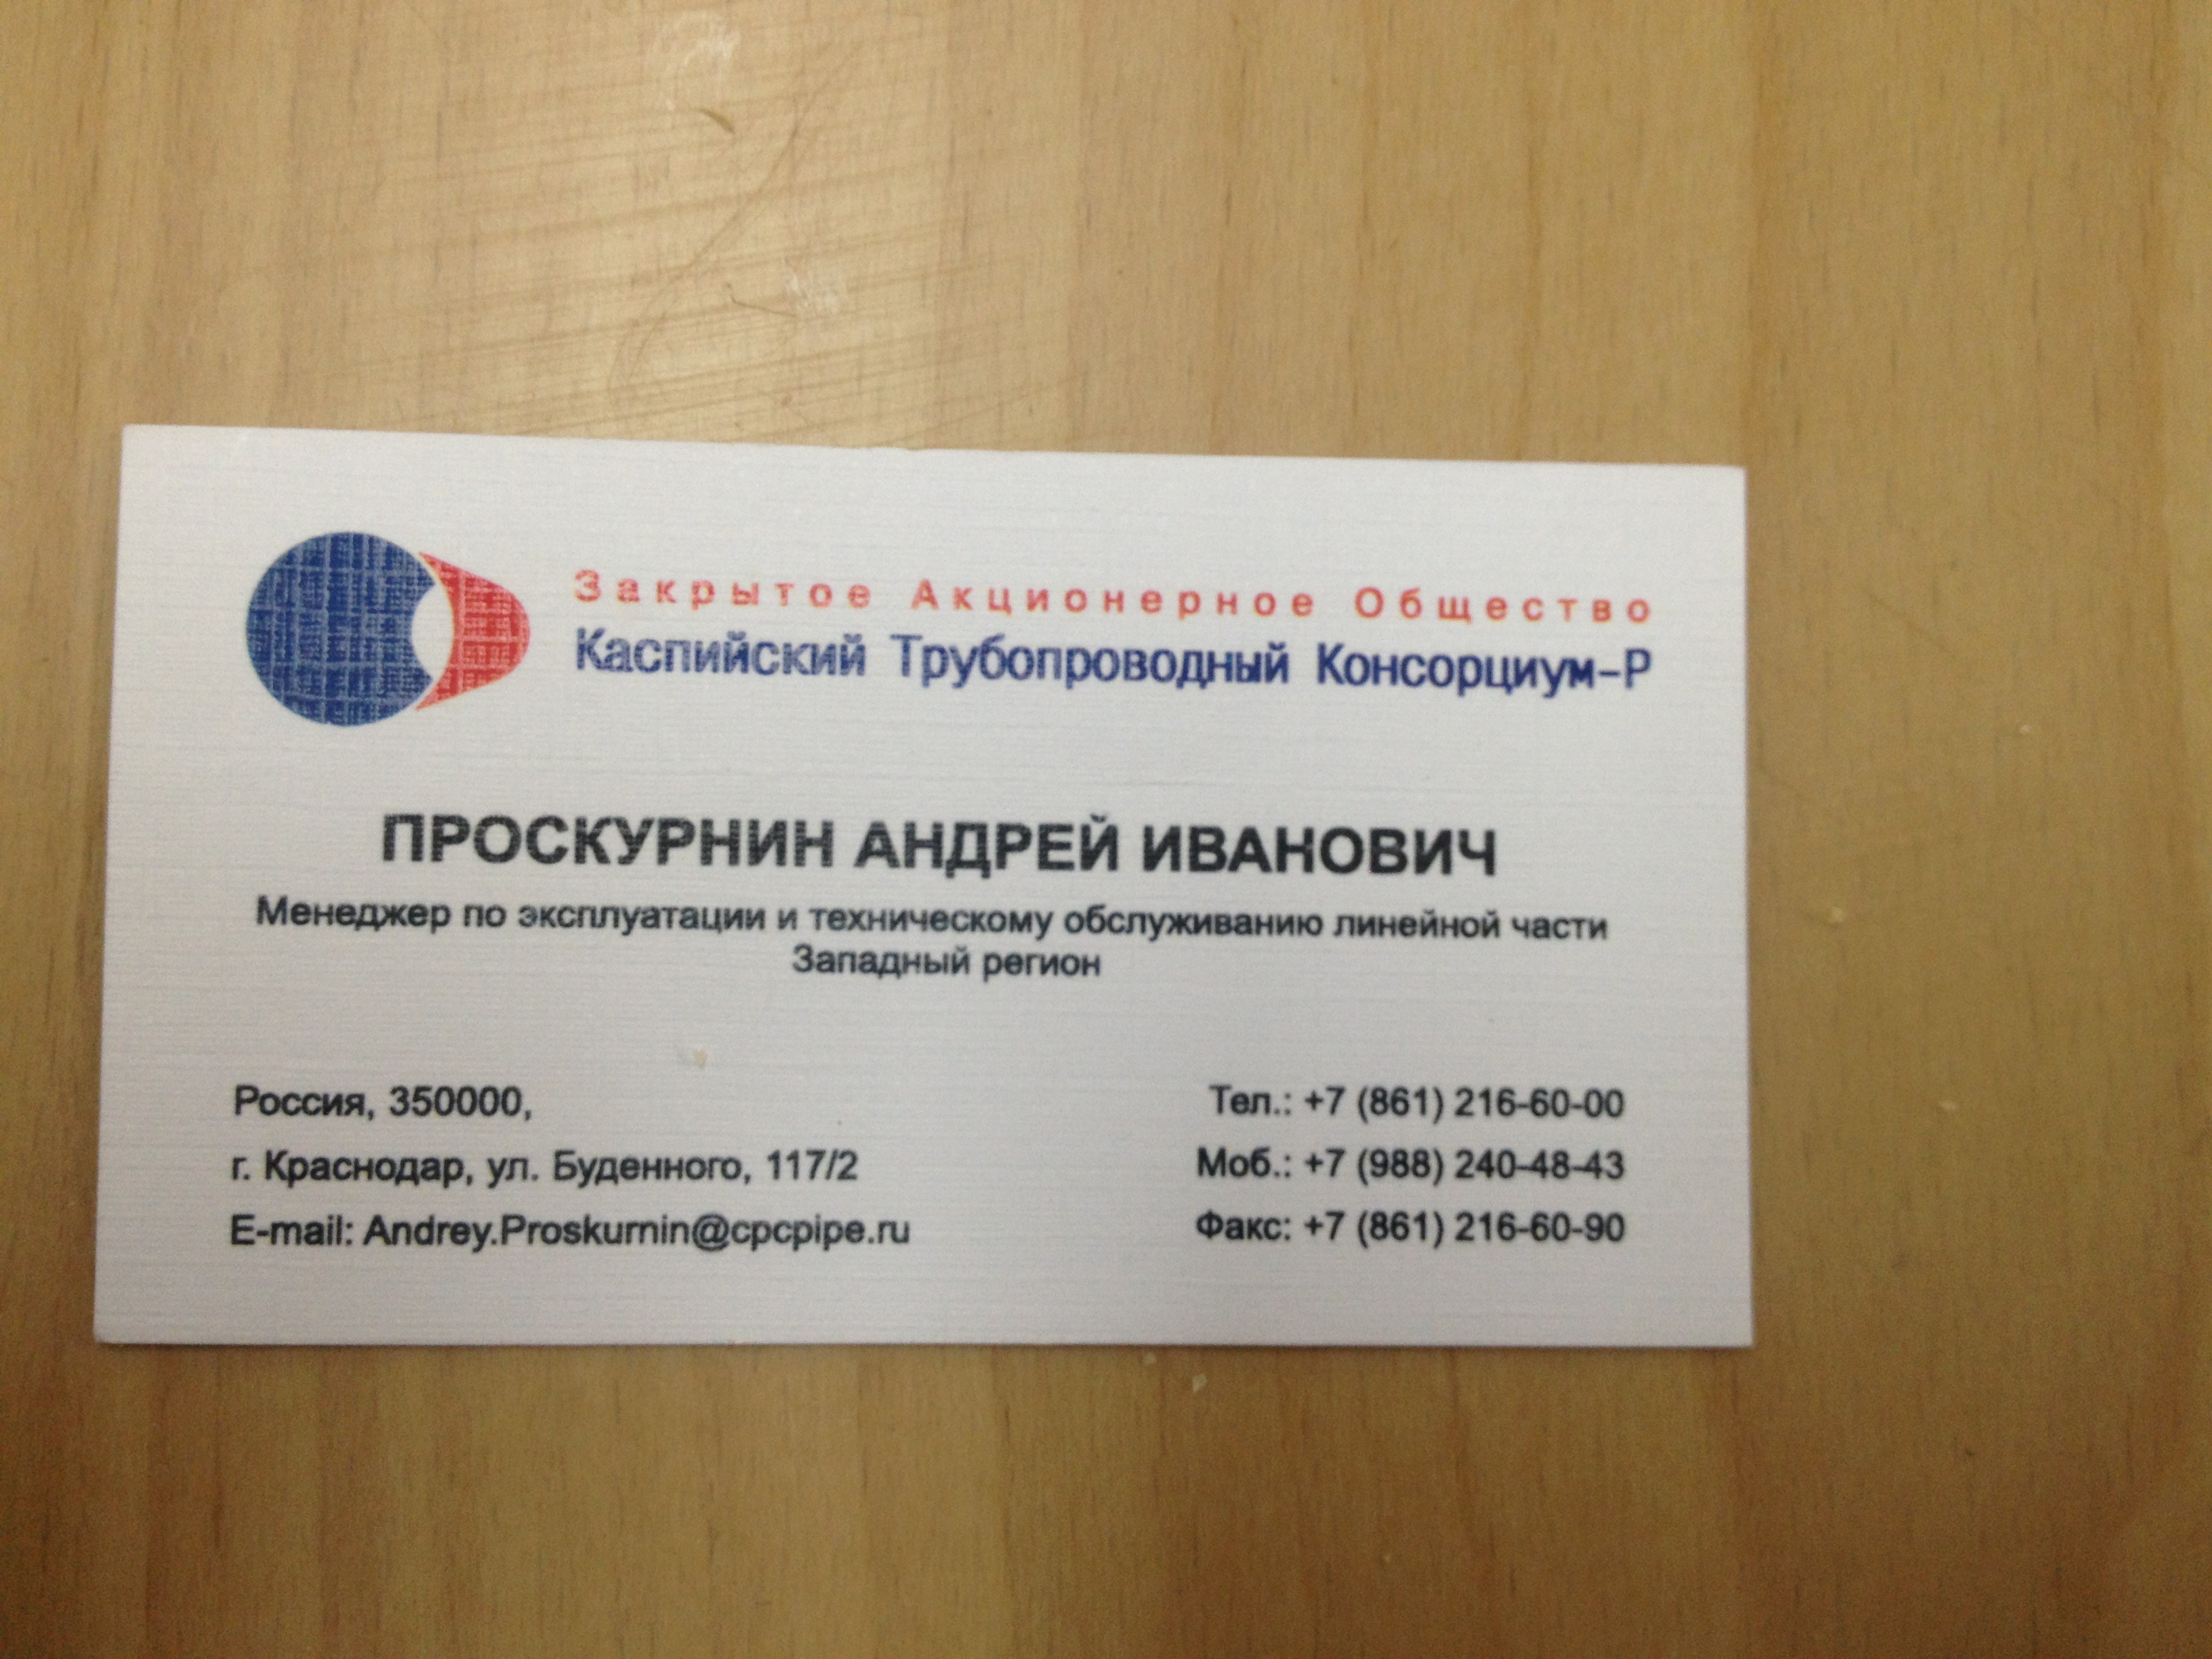 Закрытое Акционерное Общество
Каспийский Трубопроводный Консорциум-Р
ПРОСКУРНИН АНДРЕЙ ИВАНОВИЧ
Менеджер по эксплуатации и техническому обслуживанию линейной части
Западный регион
Россия, 350000,
г. Краснодар, ул. Буденного, 117/2
E-mail: Andrey.Proskurnin@cpcpipe.ru
Тел.: +7 (861) 216-60-00
Моб.: +7 (988) 240-48-43
Факс: +7 (861) 216-60-90